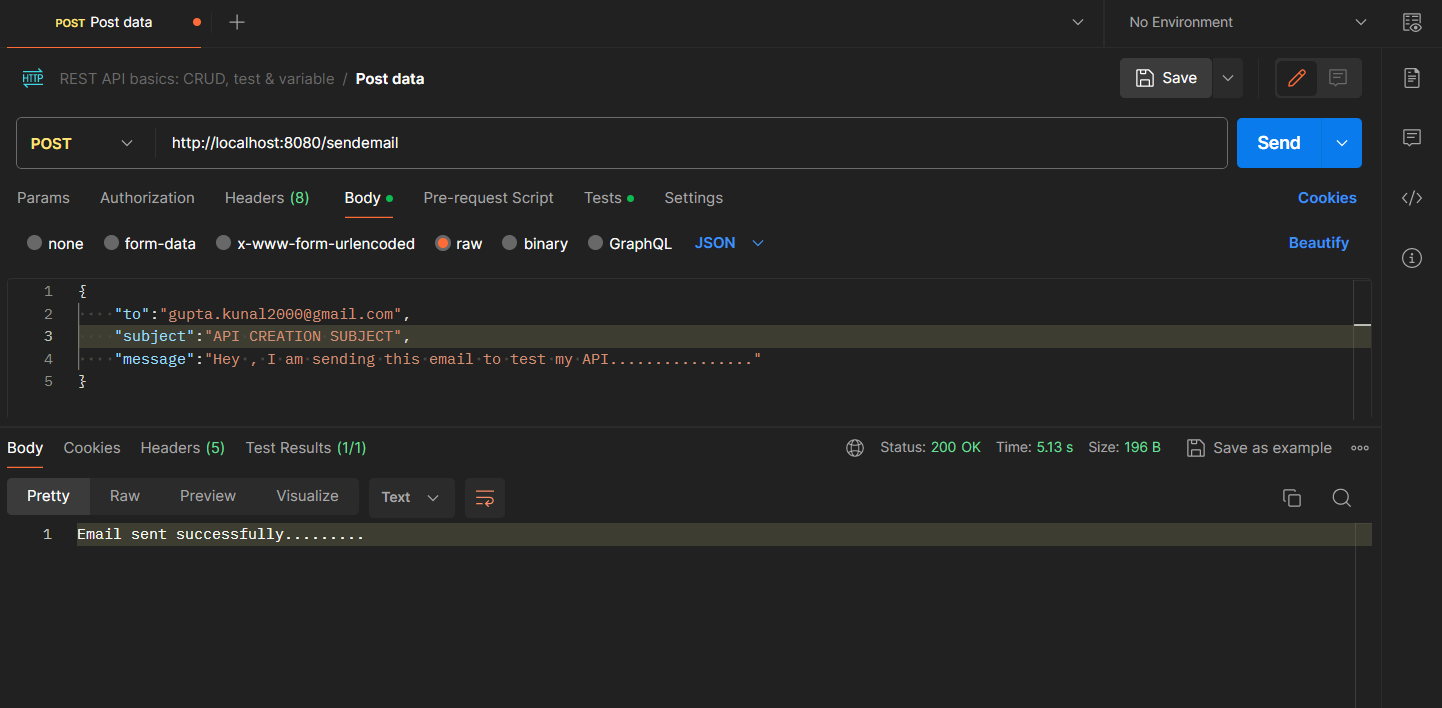 POST Post data
No Environment
HTTP REST API basics: CRUD, test & variable / Post data
Save
POST http://localhost:8080/sendemail
Send
Params Authorization Headers (8) Body Pre-request Script Tests Settings Cookies
none form-data x-www-form-urlencoded raw binary GraphQL JSON Beautify
1 {
2 "to":"gupta.kunal2000@gmail.com",
3 "subject":"API CREATION SUBJECT",
4 "message":"Hey , I am sending this email to test my API................"
5 }
Body Cookies Headers (5) Test Results (1/1) Status: 200 OK Time: 5.13 s Size: 196 B Save as example
Pretty Raw Preview Visualize Text
1 Email sent successfully.........